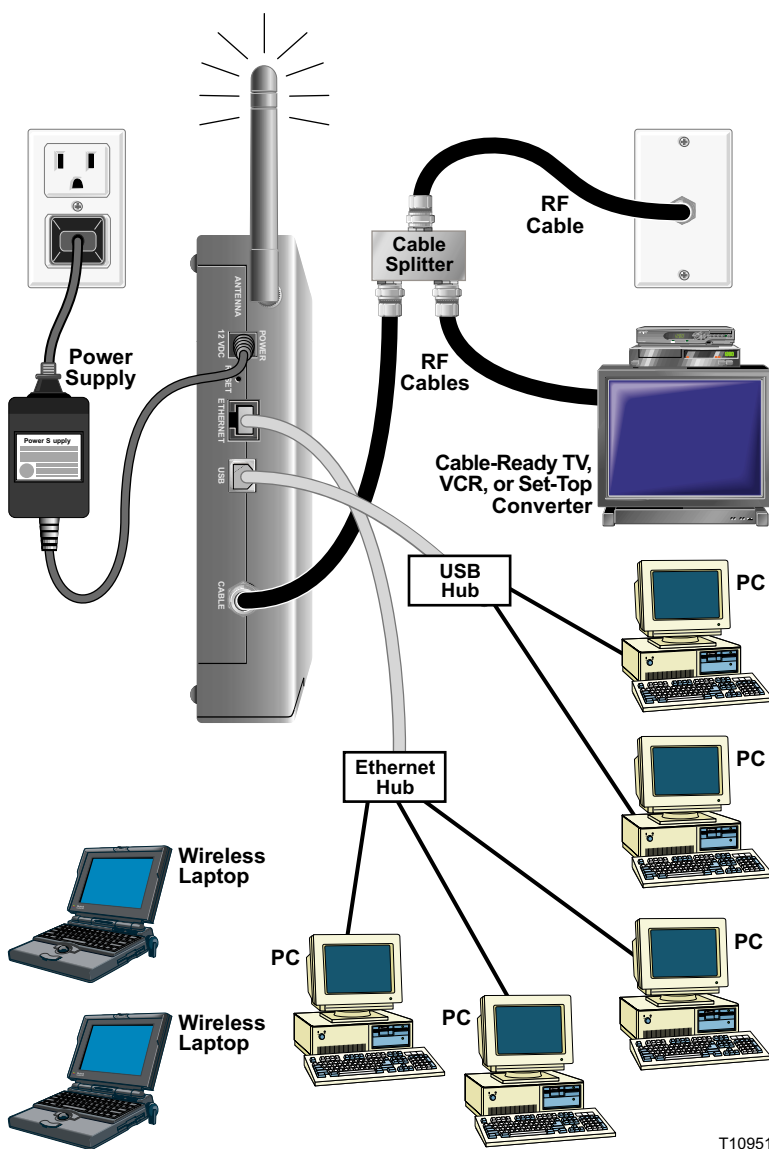 RF
Cable
Cable
Splitter
ANTENNA
POWER
12 VDC
Power
Supply
RF
Cables
ETHERNET
Power S upply
USB
Cable-Ready TV,
VCR, or Set-Top
Converter
CABLE
USB
Hub
PC
PC
Ethernet
Hub
Wireless
Laptop
PC
PC
PC
Wireless
Laptop
T10951